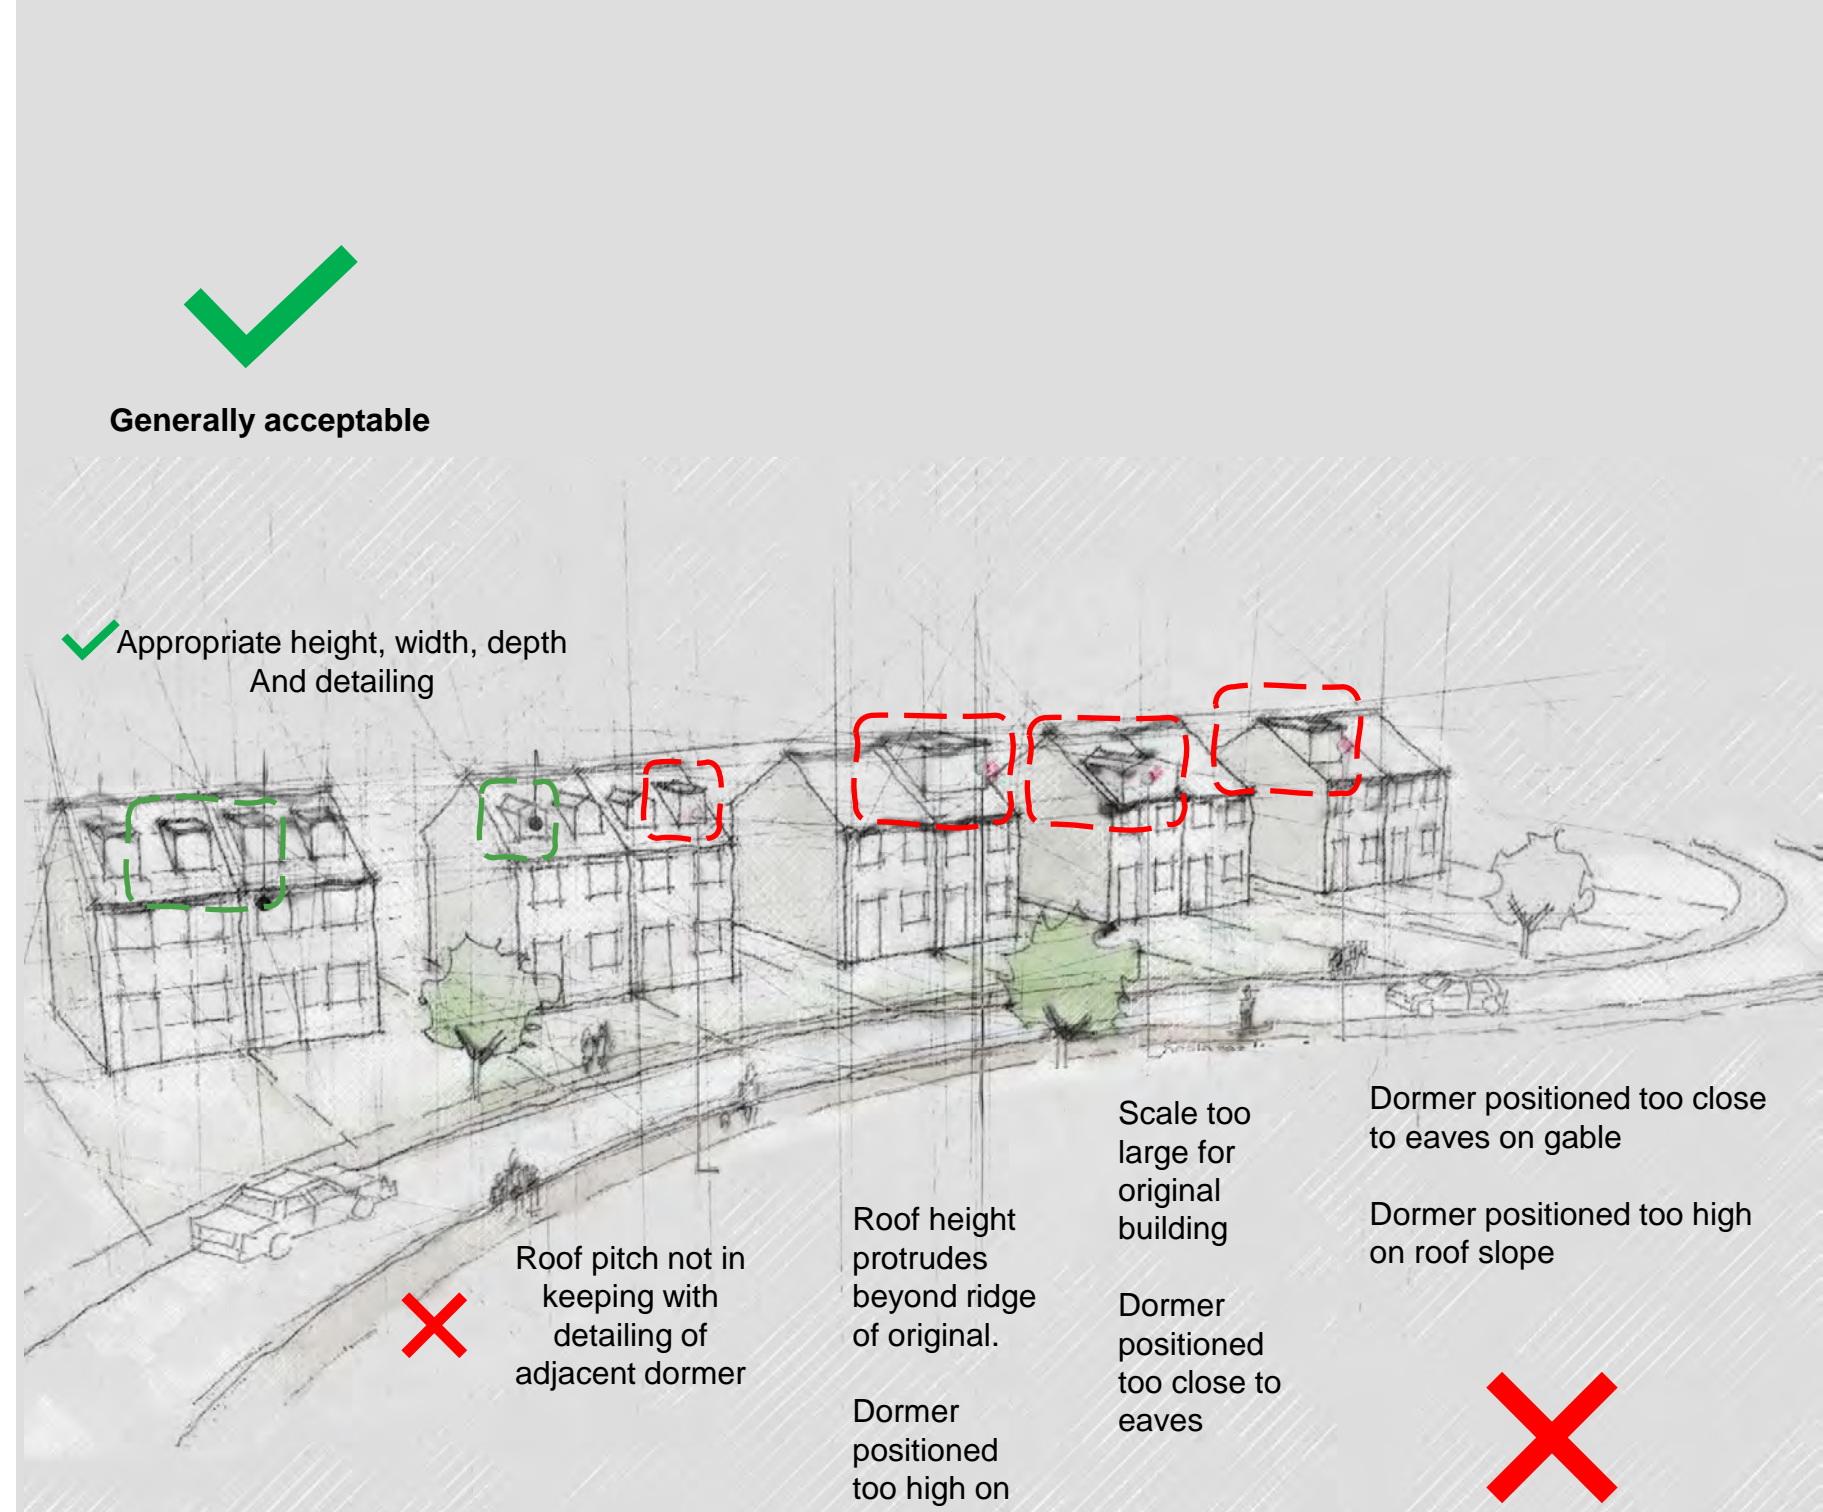 Generally acceptable
Appropriate height, width, depth
And detailing
Roof pitch not in
keeping with
detailing of
adjacent dormer
Roof height
protrudes
beyond ridge
of original.
Dormer
positioned
too high on
Scale too
large for
original
building
Dormer
positioned
too close to
eaves
Dormer positioned too close
to eaves on gable
Dormer positioned too high
on roof slope